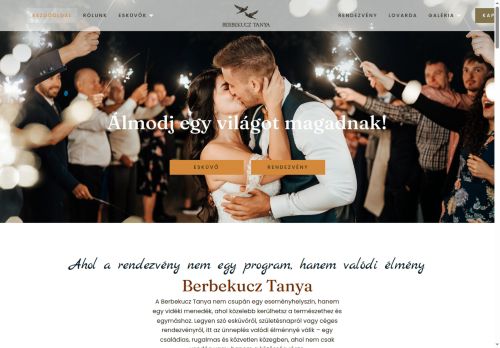 KEZDŐOLDAL RÓLUNK ESKÜVŐK
BERBEKUCZ TANYA
RENDEZVÉNY LOVARDA GALÉRIA KAP
Álmodj egy világot magadnak!
ESKÜVŐ RENDEZVÉNY
Ahol a rendezvény nem egy program, hanem valódi élmény
Berbekucz Tanya
A Berbekucz Tanya nem csupán egy eseményhelyszín, hanem
egy vidéki menedék, ahol közelebb kerülhetsz a természethez és
egymáshoz. Legyen szó esküvőről, születésnapról vagy céges
rendezvényről, itt az ünneplés valódi élménnyé válik – egy
családias, rugalmas és közvetlen közegben, ahol nem csak